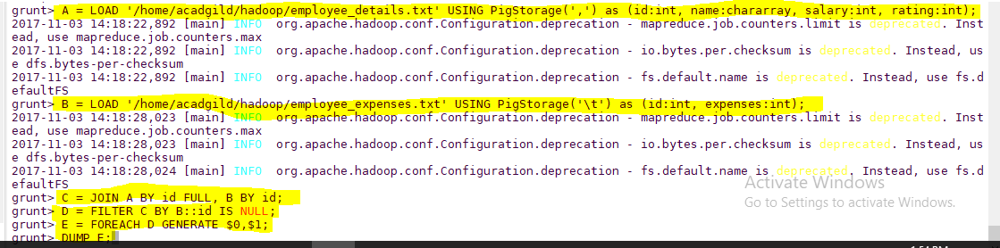 grunt> A = LOAD '/home/acadgild/hadoop/employee_details.txt' USING PigStorage(',') as (id:int, name:chararray, salary:int, rating:int);
2017-11-03 14:18:22,892 [main] INFO  org.apache.hadoop.conf.Configuration.deprecation - mapreduce.job.counters.limit is deprecated. Inst
ead, use mapreduce.job.counters.max
2017-11-03 14:18:22,892 [main] INFO  org.apache.hadoop.conf.Configuration.deprecation - io.bytes.per.checksum is deprecated. Instead, us
e dfs.bytes-per-checksum
2017-11-03 14:18:22,892 [main] INFO  org.apache.hadoop.conf.Configuration.deprecation - fs.default.name is deprecated. Instead, use fs.d
efaultFS
grunt> B = LOAD '/home/acadgild/hadoop/employee_expenses.txt' USING PigStorage('\t') as (id:int, expenses:int);
2017-11-03 14:18:28,023 [main] INFO  org.apache.hadoop.conf.Configuration.deprecation - mapreduce.job.counters.limit is deprecated. Inst
ead, use mapreduce.job.counters.max
2017-11-03 14:18:28,023 [main] INFO  org.apache.hadoop.conf.Configuration.deprecation - io.bytes.per.checksum is deprecated. Instead, us
e dfs.bytes-per-checksum
2017-11-03 14:18:28,024 [main] INFO  org.apache.hadoop.conf.Configuration.deprecation - fs.default.name is deprecated. Instead, use fs.d
efaultFS
Activate Windows
grunt> C = JOIN A BY id FULL, B BY id;
Go to Settings to activate Windows.
grunt> D = FILTER C BY B::id IS NULL;
grunt> E = FOREACH D GENERATE $0,$1;
grunt> DUMP E;